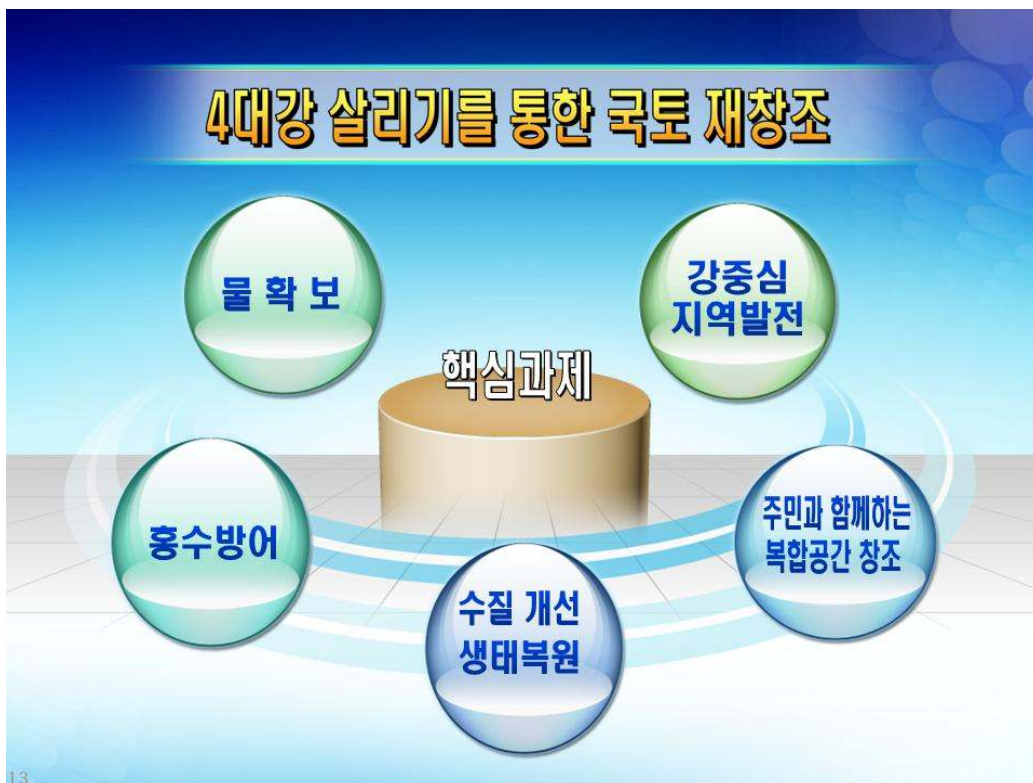 4대강 살리기를 통한 국토 재창조
물 확 보
강중심
지역발전
핵심과제
홍수방어
주민과 함께하는
복합공간 창조
수질 개선
생태복원
13